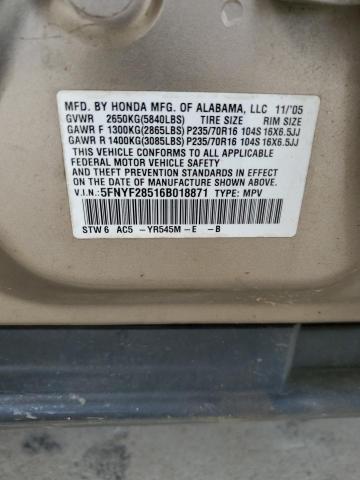 MFD. BY HONDA MFG. OF ALABAMA, LLC 11/'05
GVWR 2650KG(5840LBS) TIRE SIZE RIM SIZE
GAWR F 1300KG(2865LBS) P235/70R16 104S 16X6.5JJ
GAWR R 1400KG(3085LBS) P235/70R16 104S 16X6.5JJ
THIS VEHICLE CONFORMS TO ALL APPLICABLE
FEDERAL MOTOR VEHICLE SAFETY
AND THEFT PREVENTION STANDARDS IN EFFECT
ON THE DATE OF MANUFACTURE SHOWN ABOVE.
V.I.N.: 5FNYF28516B018871 TYPE: MPV
STW6 AC5 -YR545M -E -B